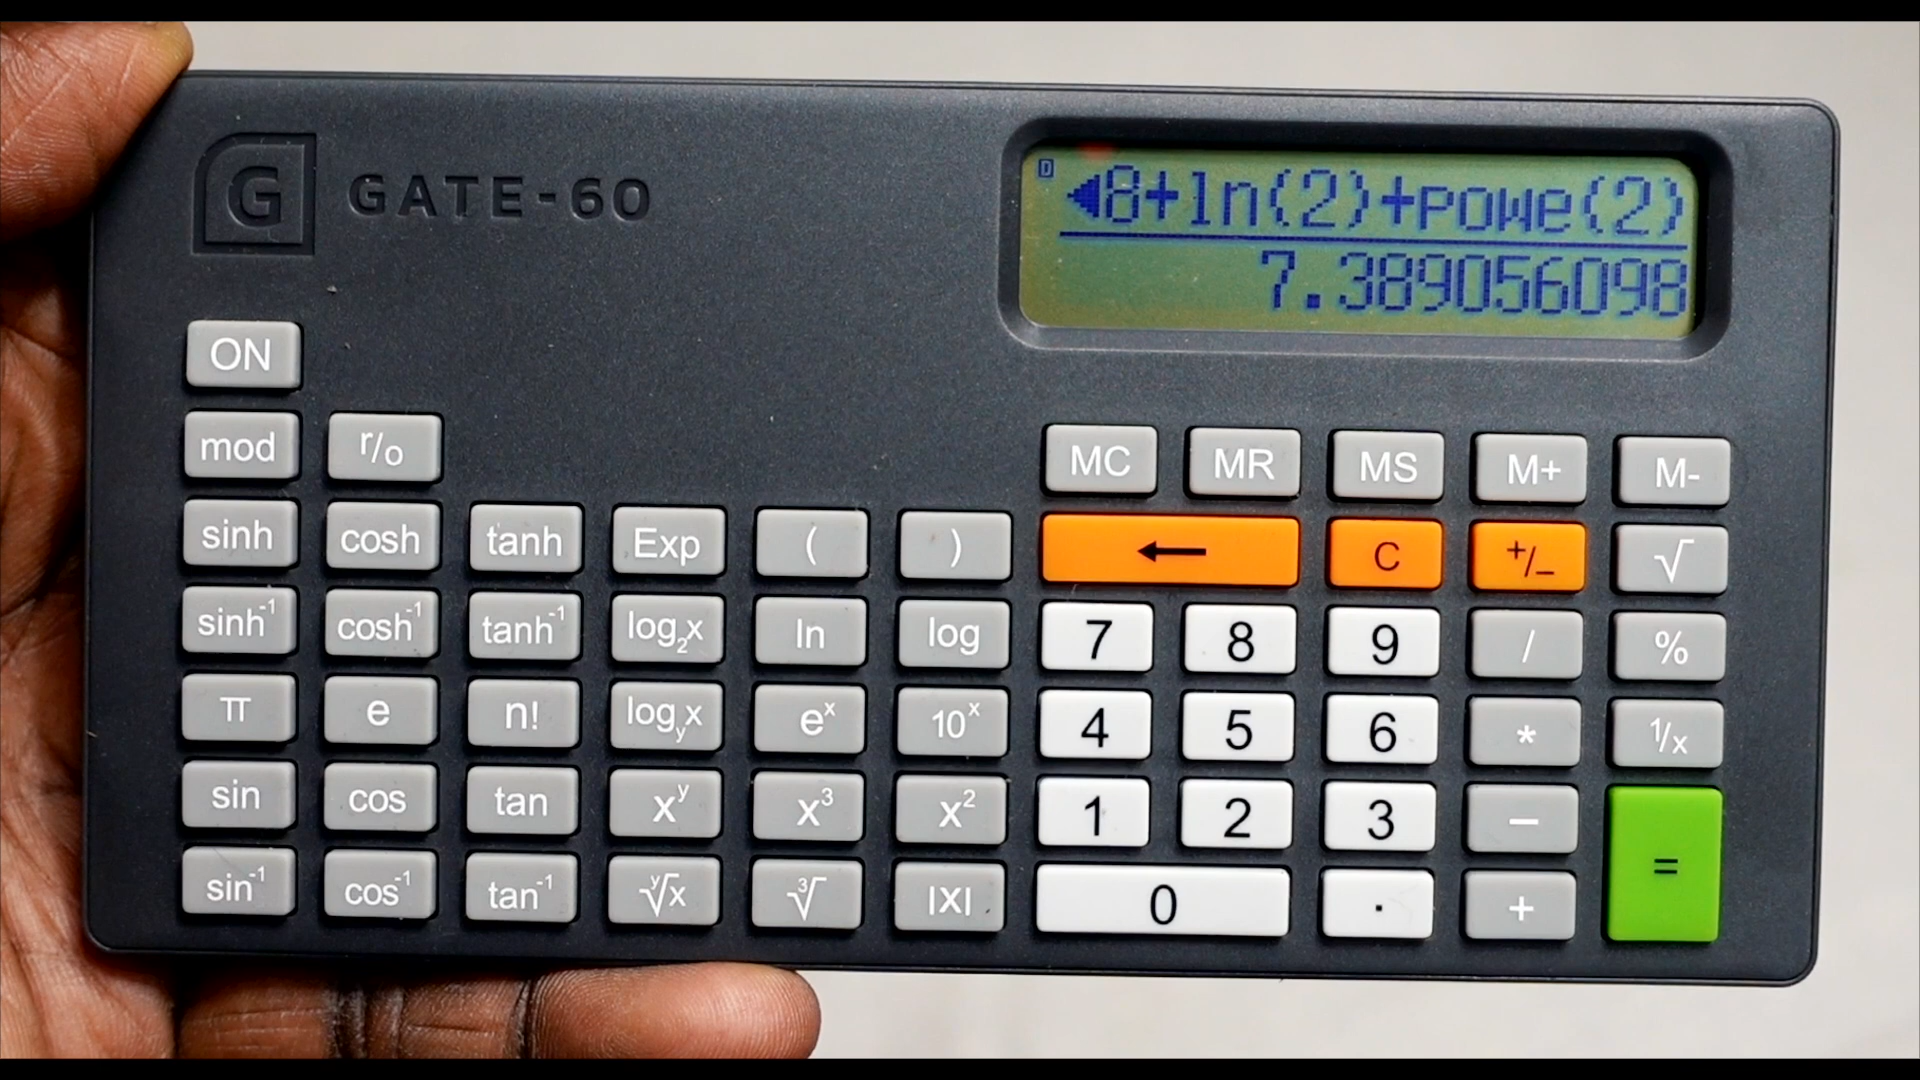 G GATE-60
D
◀8+ln(2)+powe(2)
7.389056098
ON
mod r/o MC MR MS M+ M-
sinh cosh tanh Exp ( ) ← C +/- √
sinh⁻¹ cosh⁻¹ tanh⁻¹ log₂x ln log 7 8 9 / %
π e n! logᵧx eˣ 10ˣ 4 5 6 * 1/x
sin cos tan xʸ x³ x² 1 2 3 − =
sin⁻¹ cos⁻¹ tan⁻¹ ʸ√x ³√ |X| 0 . +